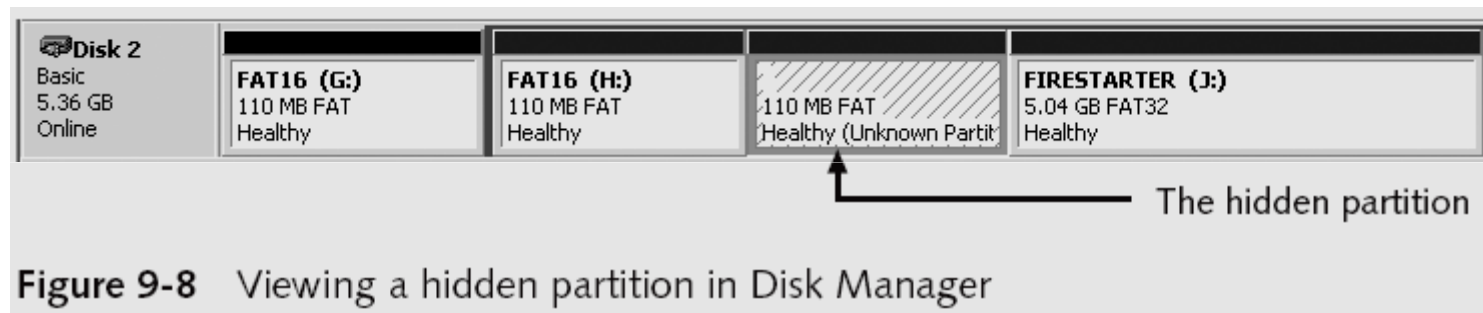 Disk 2
Basic
5.36 GB
Online
FAT16 (G:)
110 MB FAT
Healthy
FAT16 (H:)
110 MB FAT
Healthy
110 MB FAT
Healthy (Unknown Partit
FIRESTARTER (J:)
5.04 GB FAT32
Healthy
The hidden partition
Figure 9-8 Viewing a hidden partition in Disk Manager